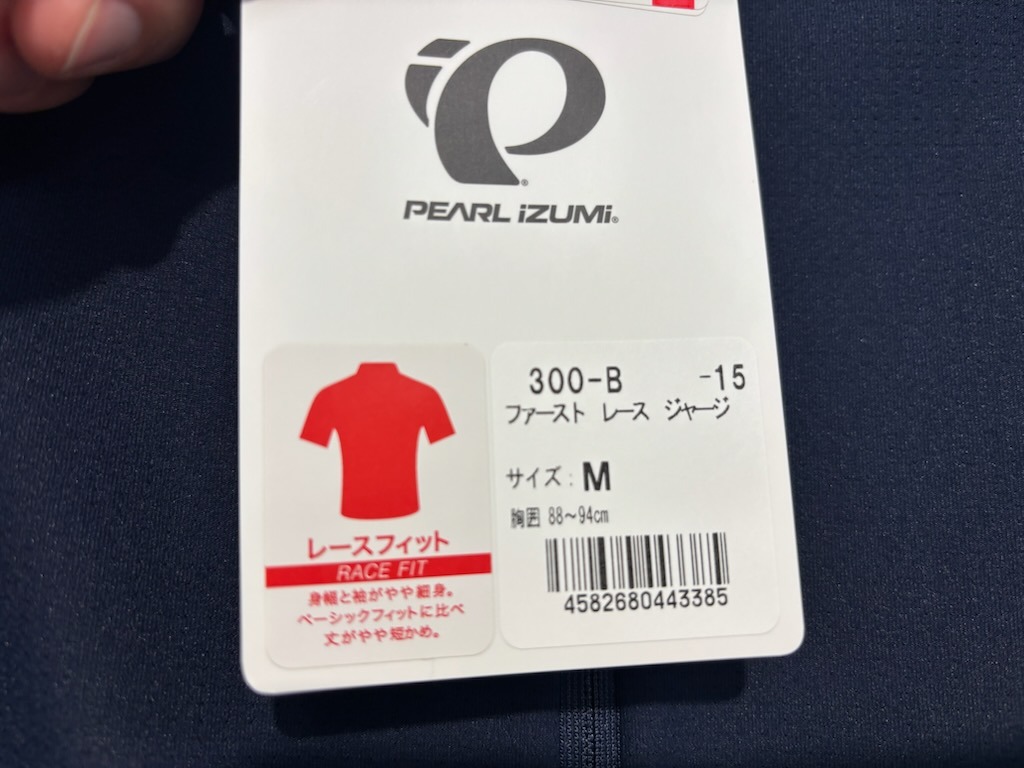 PEARL iZUMi®
レースフィット
RACE FIT
身幅と袖がやや細身。
ベーシックフィットに比べ
丈がやや短かめ。
300-B -15
ファースト レース ジャージ
サイズ: M
胸囲 88～94cm
4582680443385